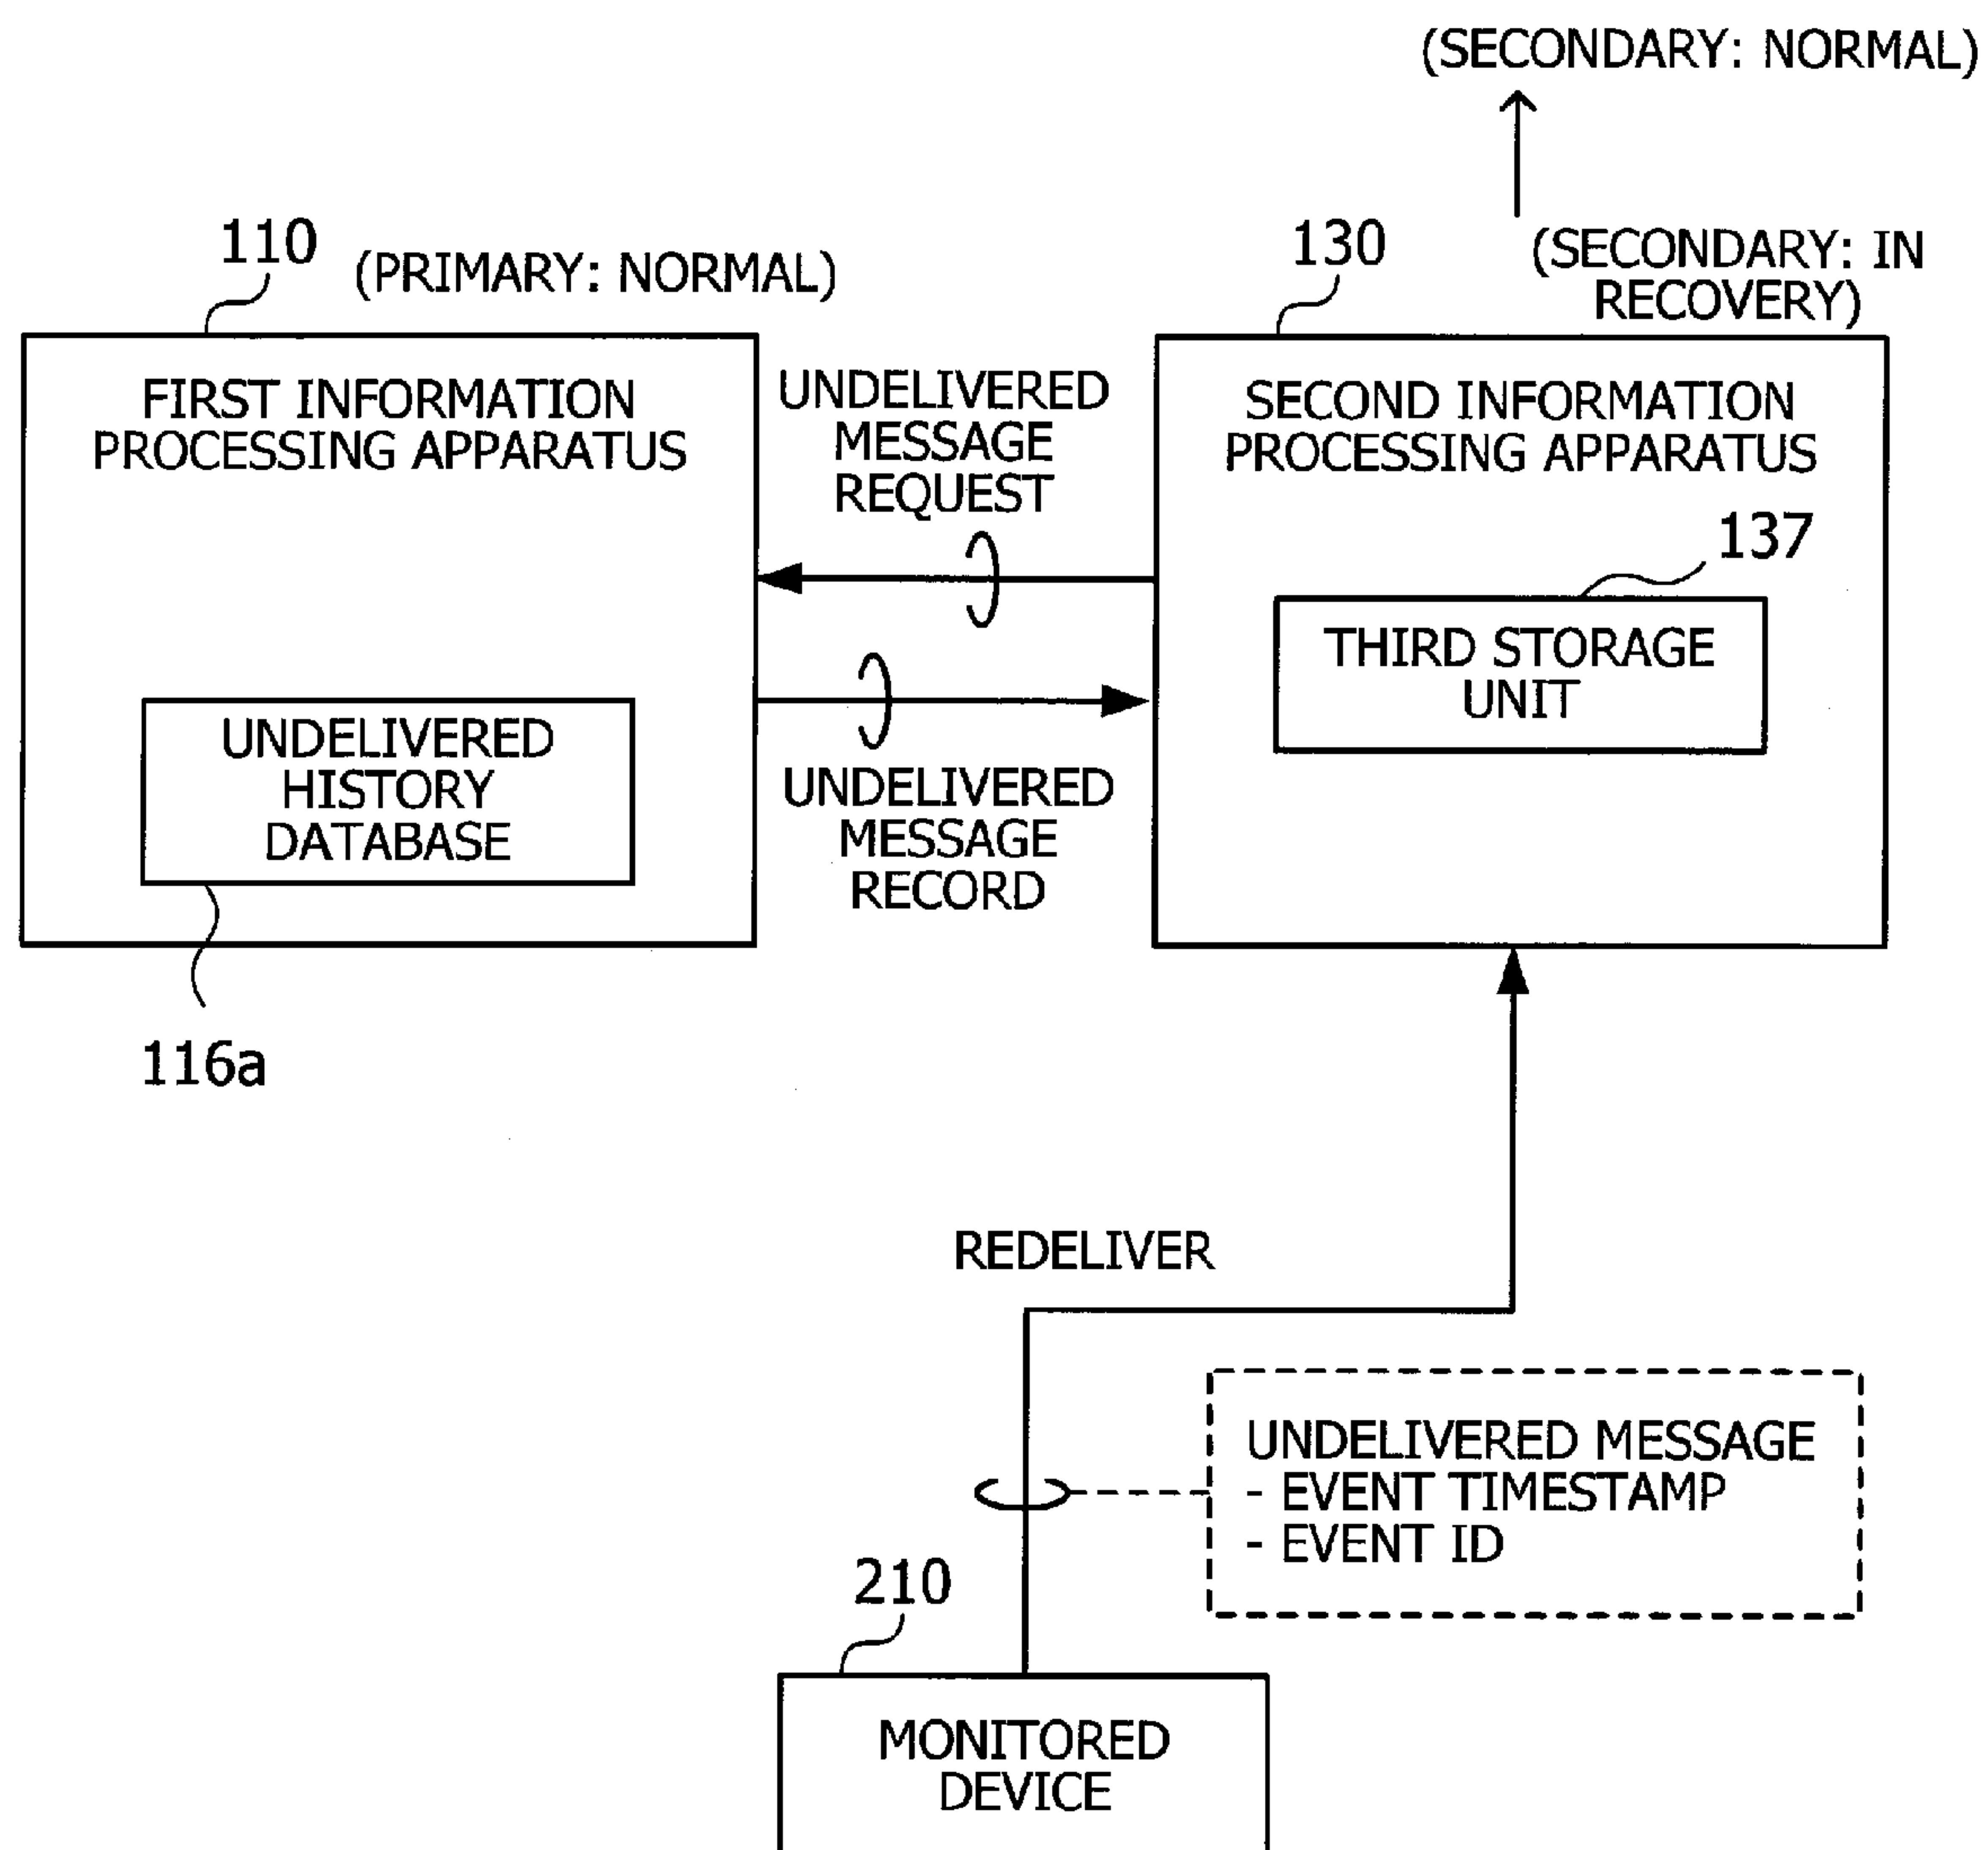 (SECONDARY: NORMAL)
110
(PRIMARY: NORMAL)
130
(SECONDARY: IN
RECOVERY)
FIRST INFORMATION
PROCESSING APPARATUS
UNDELIVERED
MESSAGE
REQUEST
SECOND INFORMATION
PROCESSING APPARATUS
137
THIRD STORAGE
UNIT
UNDELIVERED
HISTORY
DATABASE
UNDELIVERED
MESSAGE
RECORD
116a
REDELIVER
UNDELIVERED MESSAGE
- EVENT TIMESTAMP
- EVENT ID
210
MONITORED
DEVICE